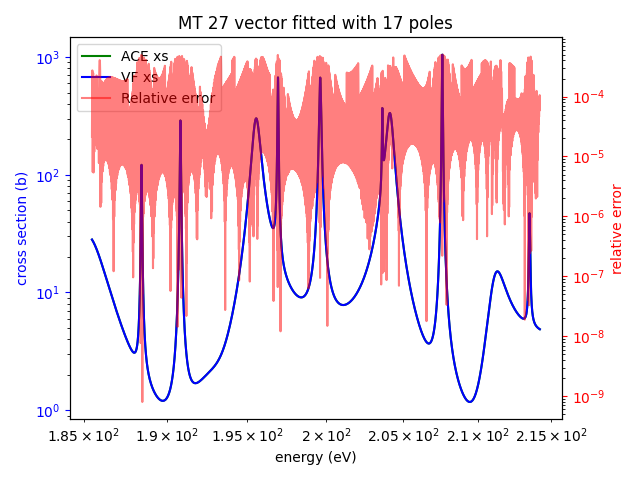 MT 27 vector fitted with 17 poles
ACE xs
VF xs
Relative error
cross section (b)
10³
10²
10¹
10⁰
relative error
10⁻⁴
10⁻⁵
10⁻⁶
10⁻⁷
10⁻⁸
10⁻⁹
1.85 × 10² 1.9 × 10² 1.95 × 10² 2 × 10² 2.05 × 10² 2.1 × 10² 2.15 × 10²
energy (eV)